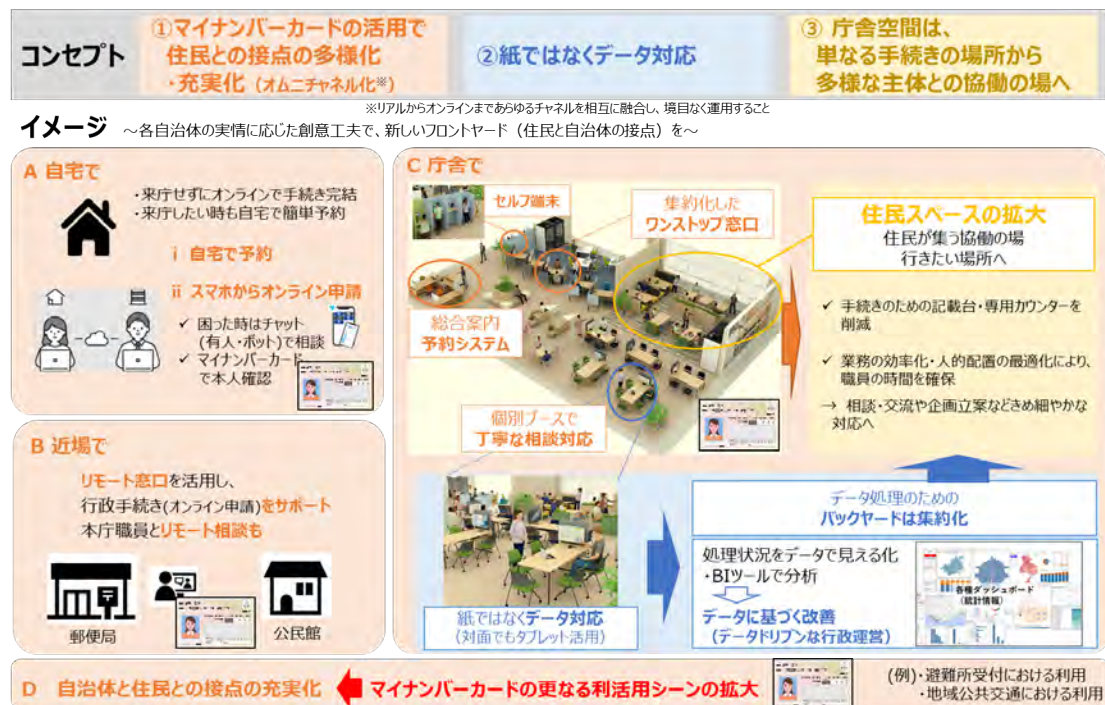 コンセプト
①マイナンバーカードの活用で
住民との接点の多様化
・充実化（オムニチャネル化※）
②紙ではなくデータ対応
③ 庁舎空間は、
単なる手続きの場所から
多様な主体との協働の場へ
※リアルからオンラインまであらゆるチャネルを相互に融合し、境目なく運用すること
イメージ ～各自治体の実情に応じた創意工夫で、新しいフロントヤード（住民と自治体の接点）を～
A 自宅で
・来庁せずにオンラインで手続き完結
・来庁したい時も自宅で簡単予約
ⅰ 自宅で予約
ⅱ スマホからオンライン申請
✓ 困った時はチャット
(有人・ボット)で相談
✓ マイナンバーカード
で本人確認
B 近場で
リモート窓口を活用し、
行政手続き(オンライン申請)をサポート
本庁職員とリモート相談も
郵便局
公民館
C 庁舎で
セルフ端末
集約化した
ワンストップ窓口
総合案内
予約システム
個別ブースで
丁寧な相談対応
住民スペースの拡大
住民が集う協働の場
行きたい場所へ
✓ 手続きのための記載台・専用カウンターを
削減
✓ 業務の効率化・人的配置の最適化により、
職員の時間を確保
→ 相談・交流や企画立案などきめ細やかな
対応へ
紙ではなくデータ対応
(対面でもタブレット活用)
データ処理のための
バックヤードは集約化
処理状況をデータで見える化
・BIツールで分析
データに基づく改善
（データドリブンな行政運営）
各種ダッシュボード
(統計情報)
D 自治体と住民との接点の充実化
マイナンバーカードの更なる利活用シーンの拡大
(例)・避難所受付における利用
・地域公共交通における利用